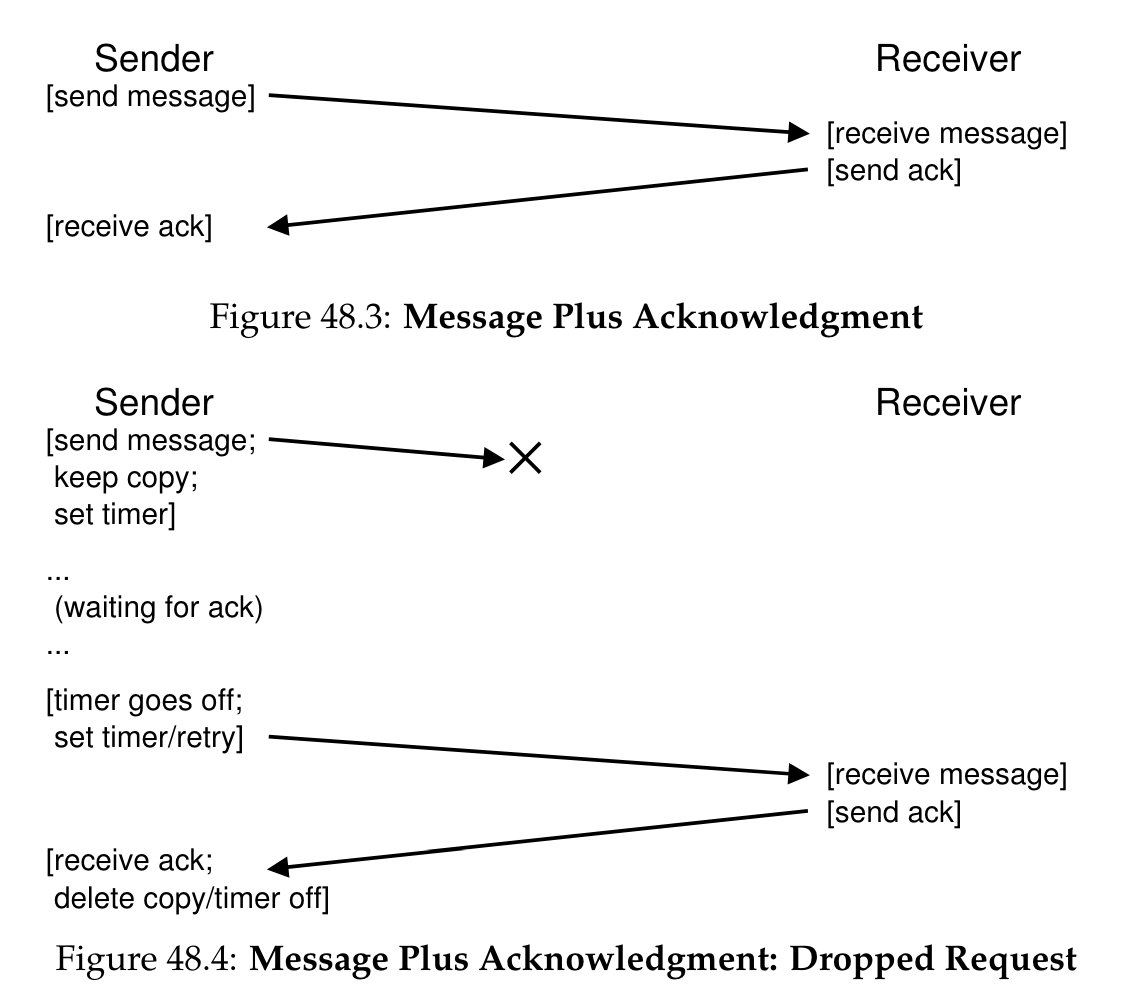 Sender Receiver
[send message]
[receive message]
[send ack]
[receive ack]
Figure 48.3: Message Plus Acknowledgment
Sender Receiver
[send message;
keep copy;
set timer]
...
(waiting for ack)
...
[timer goes off;
set timer/retry]
[receive message]
[send ack]
[receive ack;
delete copy/timer off]
Figure 48.4: Message Plus Acknowledgment: Dropped Request